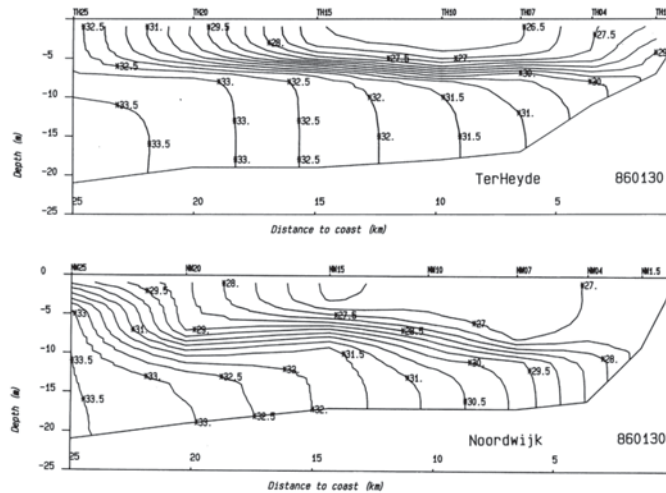 TH25 TH20 TH15 TH10 TH07 TH04
×32.5 ×31. ×29.5 ×26.5
×28. ×27.5
×27.5 ×27.
×32.5 ×33. ×32.5 ×30. ×30.
×33.5 ×32. ×31.5 ×31.
×33. ×32.5
×33.5 ×32. ×31.5
×33. ×32.5
-5
-10
-15
-20
-25
Depth (m)
TerHeyde 860130
25 20 15 10 5
Distance to coast (km)
NW25 NW20 NW15 NW10 NW07 NW04 NW1.5
0
×29.5 ×28. ×27.
×33. ×27.5 ×27.
×31. ×29. ×28.5
×33.5 ×31.5 ×30. ×28.
×33. ×32.5 ×32. ×31. ×29.5
×33.5 ×33. ×32.5 ×32. ×30.5
-5
-10
-15
-20
-25
Depth (m)
Noordwijk 860130
25 20 15 10 5
Distance to coast (km)